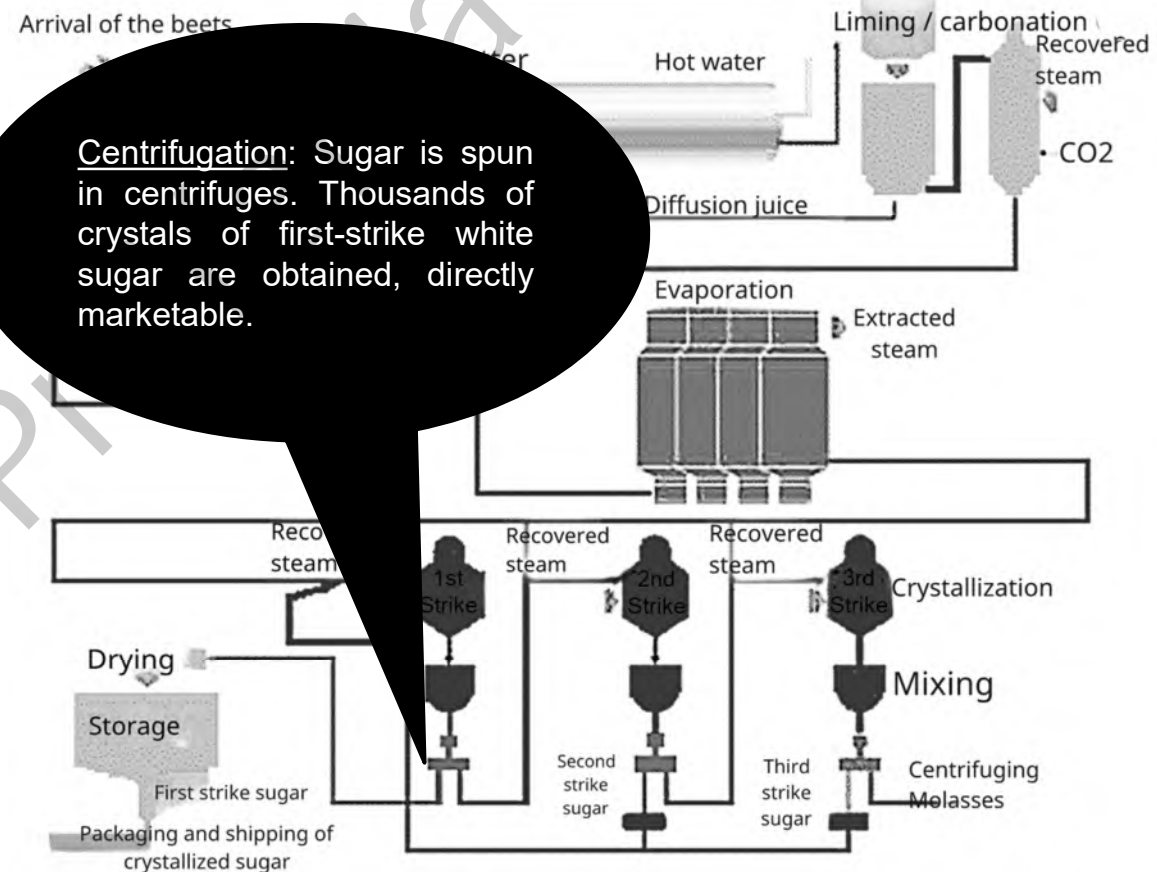 Arrival of the beets
Hot water
Liming / carbonation
Recovered
steam
CO2
Diffusion juice
Centrifugation: Sugar is spun
in centrifuges. Thousands of
crystals of first-strike white
sugar are obtained, directly
marketable.
Evaporation
Extracted
steam
steam
Recovered
steam
Recovered
steam
1st
Strike
2nd
Strike
3rd
Strike
Crystallization
Drying
Mixing
Storage
First strike sugar
Second
strike
sugar
Third
strike
sugar
Centrifuging
Molasses
Packaging and shipping of
crystallized sugar